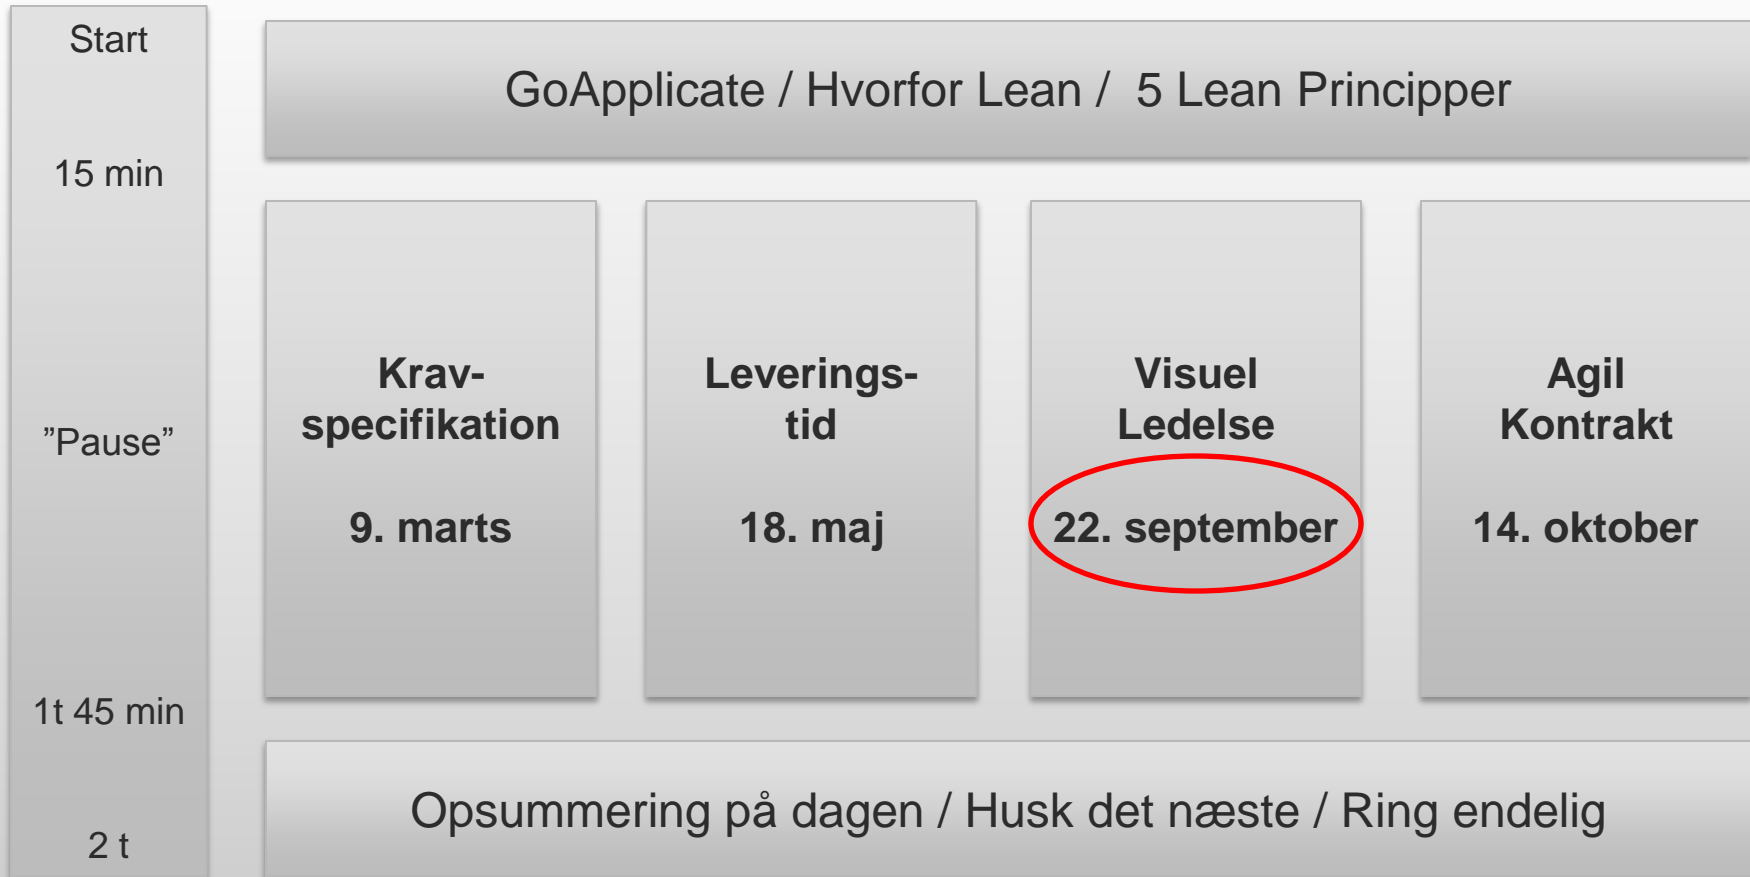 Start
GoApplicate / Hvorfor Lean /  5 Lean Principper
15 min
Krav-
specifikation
9. marts
Leverings-
tid
18. maj
Visuel
Ledelse
22. september
Agil
Kontrakt
14. oktober
”Pause”
1t 45 min
Opsummering på dagen / Husk det næste / Ring endelig
2 t